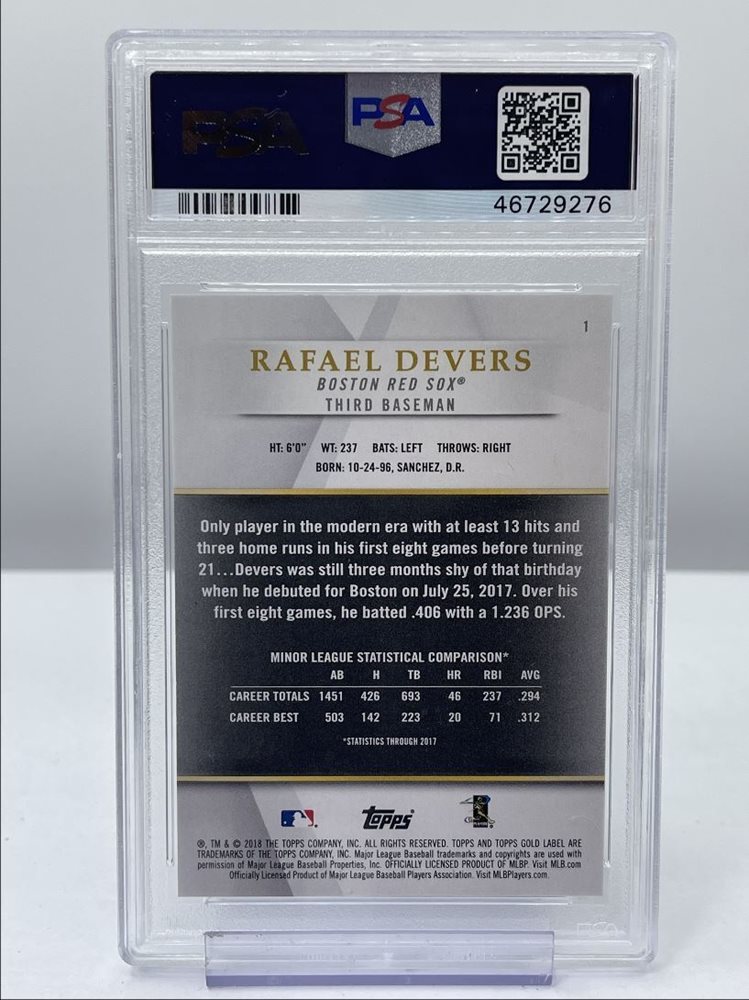 PSA PSA
46729276
1
RAFAEL DEVERS
BOSTON RED SOX®
THIRD BASEMAN
HT: 6'0" WT: 237 BATS: LEFT THROWS: RIGHT
BORN: 10-24-96, SANCHEZ, D.R.
Only player in the modern era with at least 13 hits and
three home runs in his first eight games before turning
21...Devers was still three months shy of that birthday
when he debuted for Boston on July 25, 2017. Over his
first eight games, he batted .406 with a 1.236 OPS.
MINOR LEAGUE STATISTICAL COMPARISON*
AB H TB HR RBI AVG
CAREER TOTALS 1451 426 693 46 237 .294
CAREER BEST 503 142 223 20 71 .312
*STATISTICS THROUGH 2017
topps
®, TM & © 2018 THE TOPPS COMPANY, INC. ALL RIGHTS RESERVED. TOPPS AND TOPPS GOLD LABEL ARE
TRADEMARKS OF THE TOPPS COMPANY, INC. Major League Baseball trademarks and copyrights are used with
permission of Major League Baseball Properties, Inc. OFFICIALLY LICENSED PRODUCT OF MLBP. Visit MLB.com
Officially Licensed Product of Major League Baseball Players Association. Visit MLBPlayers.com.
PSA